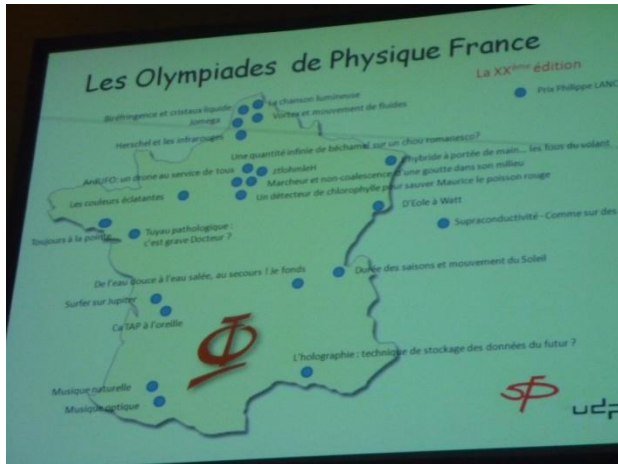 Les Olympiades de Physique France
La XXème édition
Prix Philippe LANC
Biréfringence et cristaux liquide
La chanson lumineuse
Joméga
Vortex et mouvement de fluides
Herschel et les infrarouges
Une quantité infinie de béchamel sur un chou romanesco?
L'hybride à portée de main... les fous du volant
ArdUFO: un drone au service de tous
ztlohmleH
Marcheur et non-coalescence d'une goutte dans son milieu
Les couleurs éclatantes
Un détecteur de chlorophylle pour sauver Maurice le poisson rouge
D'Eole à Watt
Supraconductivité - Comme sur des
Toujours à la pointe
Tuyau pathologique :
c'est grave Docteur ?
De l'eau douce à l'eau salée, au secours ! Je fonds
Durée des saisons et mouvement du Soleil
Surfer sur Jupiter
Ca TAP à l'oreille
L'holographie : technique de stockage des données du futur ?
Musique naturelle
Musique optique
sfp
udp